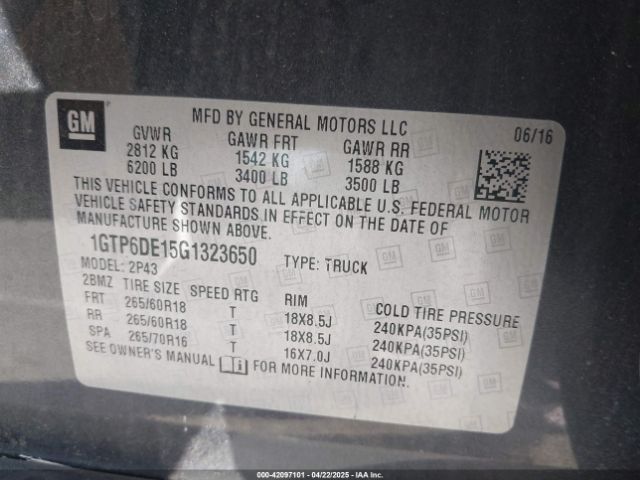 GM
MFD BY GENERAL MOTORS LLC 06/16
GVWR GAWR FRT GAWR RR
2812 KG 1542 KG 1588 KG
6200 LB 3400 LB 3500 LB
THIS VEHICLE CONFORMS TO ALL APPLICABLE U.S. FEDERAL MOTOR
VEHICLE SAFETY STANDARDS IN EFFECT ON THE DATE OF
MANUFACTURE SHOWN ABOVE.
1GTP6DE15G1323650 TYPE: TRUCK
MODEL: 2P43
2BMZ TIRE SIZE SPEED RTG RIM COLD TIRE PRESSURE
FRT 265/60R18 T 18X8.5J 240KPA(35PSI)
RR 265/60R18 T 18X8.5J 240KPA(35PSI)
SPA 265/70R16 T 16X7.0J 240KPA(35PSI)
SEE OWNER'S MANUAL FOR MORE INFORMATION.
000-42097101 - 04/22/2025 - IAA Inc.